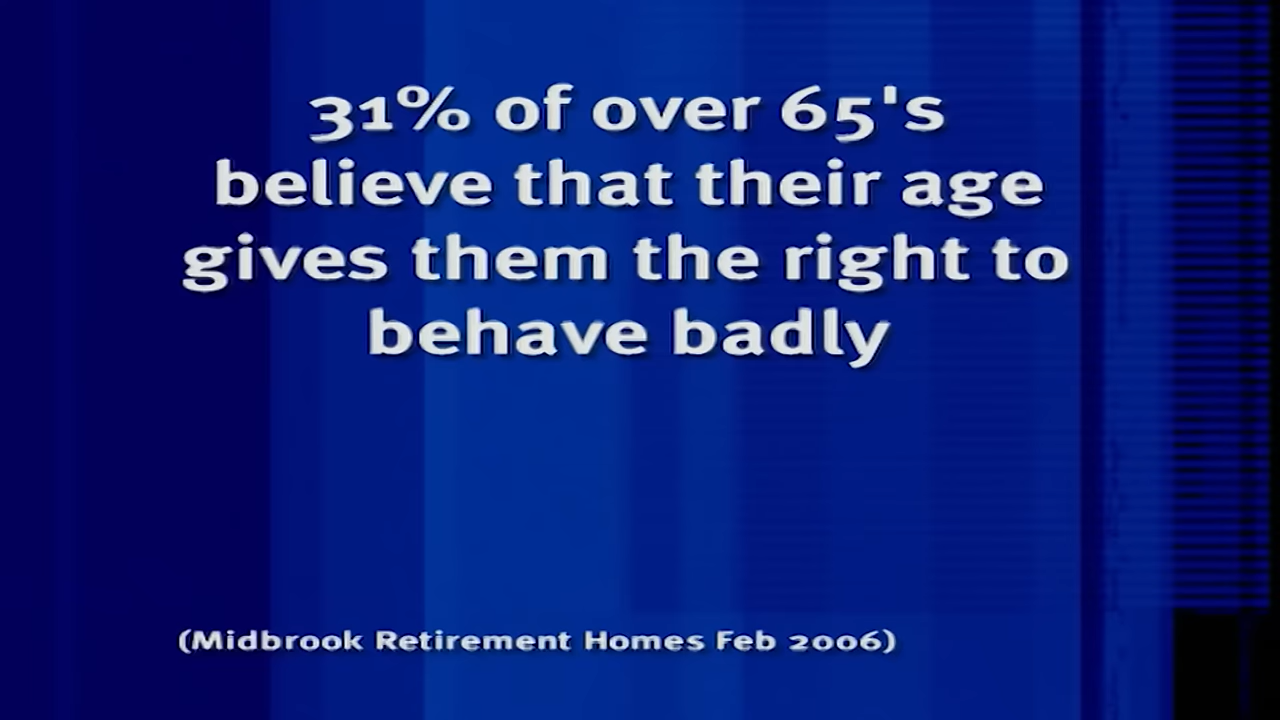 31% of over 65's
believe that their age
gives them the right to
behave badly
(Midbrook Retirement Homes Feb 2006)